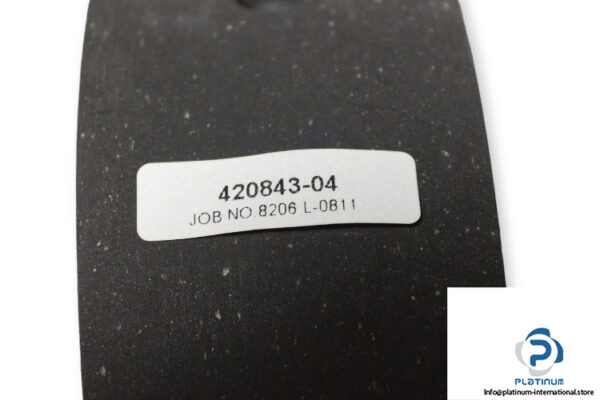 420843-04
JOB NO 8206 L-0811
PLATINUM
Info@platinum-international.store